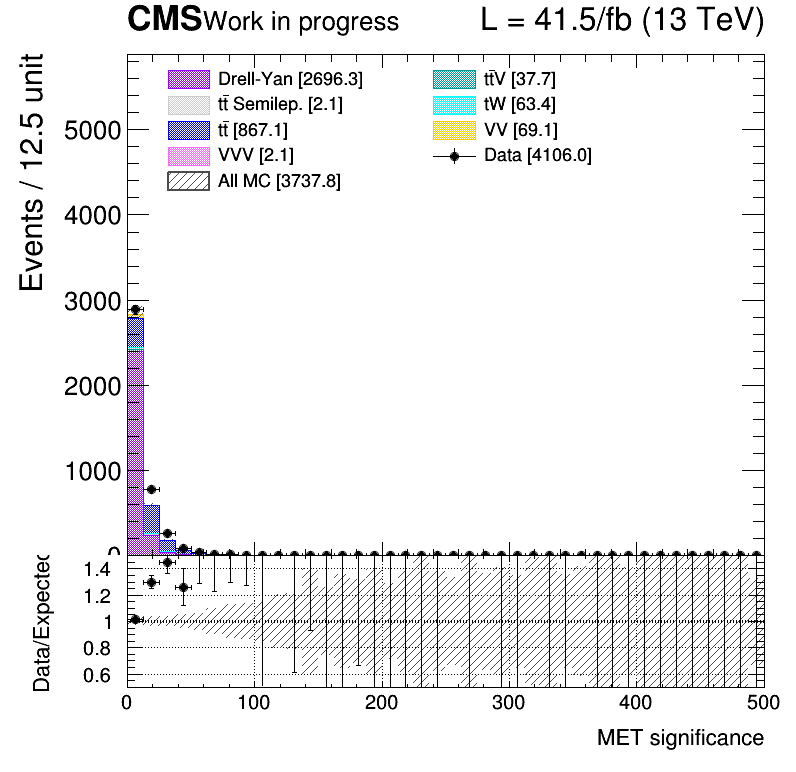 CMS Work in progress L = 41.5/fb (13 TeV)
Events / 12.5 unit
Drell-Yan [2696.3]
tt̄ Semilep. [2.1]
tt̄ [867.1]
VVV [2.1]
All MC [3737.8]
tt̄V [37.7]
tW [63.4]
VV [69.1]
Data [4106.0]
5000
4000
3000
2000
1000
0
Data/Expected
1.4
1.2
1
0.8
0.6
0 100 200 300 400 500
MET significance